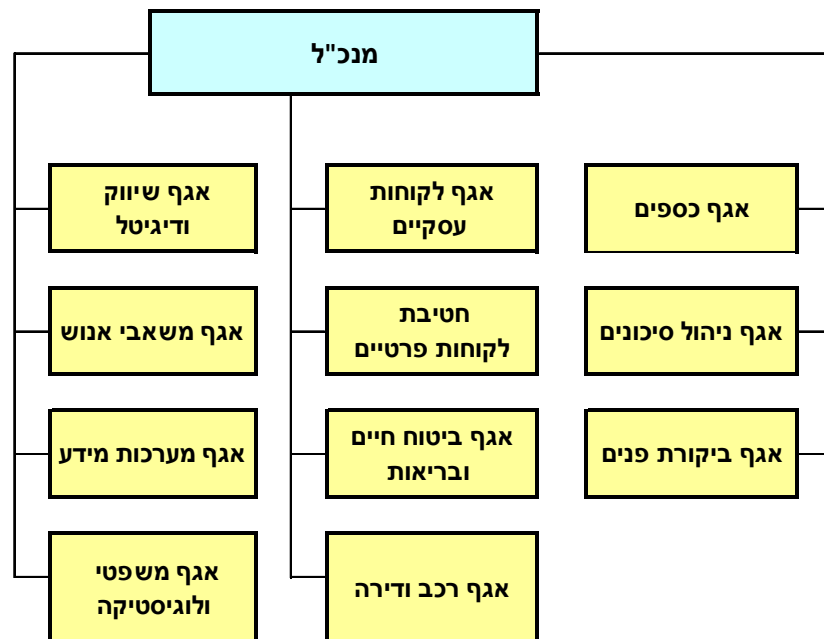 מנכ"ל
אגף כספים
אגף ניהול סיכונים
אגף ביקורת פנים
אגף לקוחות
עסקיים
חטיבת
לקוחות פרטיים
אגף ביטוח חיים
ובריאות
אגף רכב ודירה
אגף שיווק
ודיגיטל
אגף משאבי אנוש
אגף מערכות מידע
אגף משפטי
ולוגיסטיקה